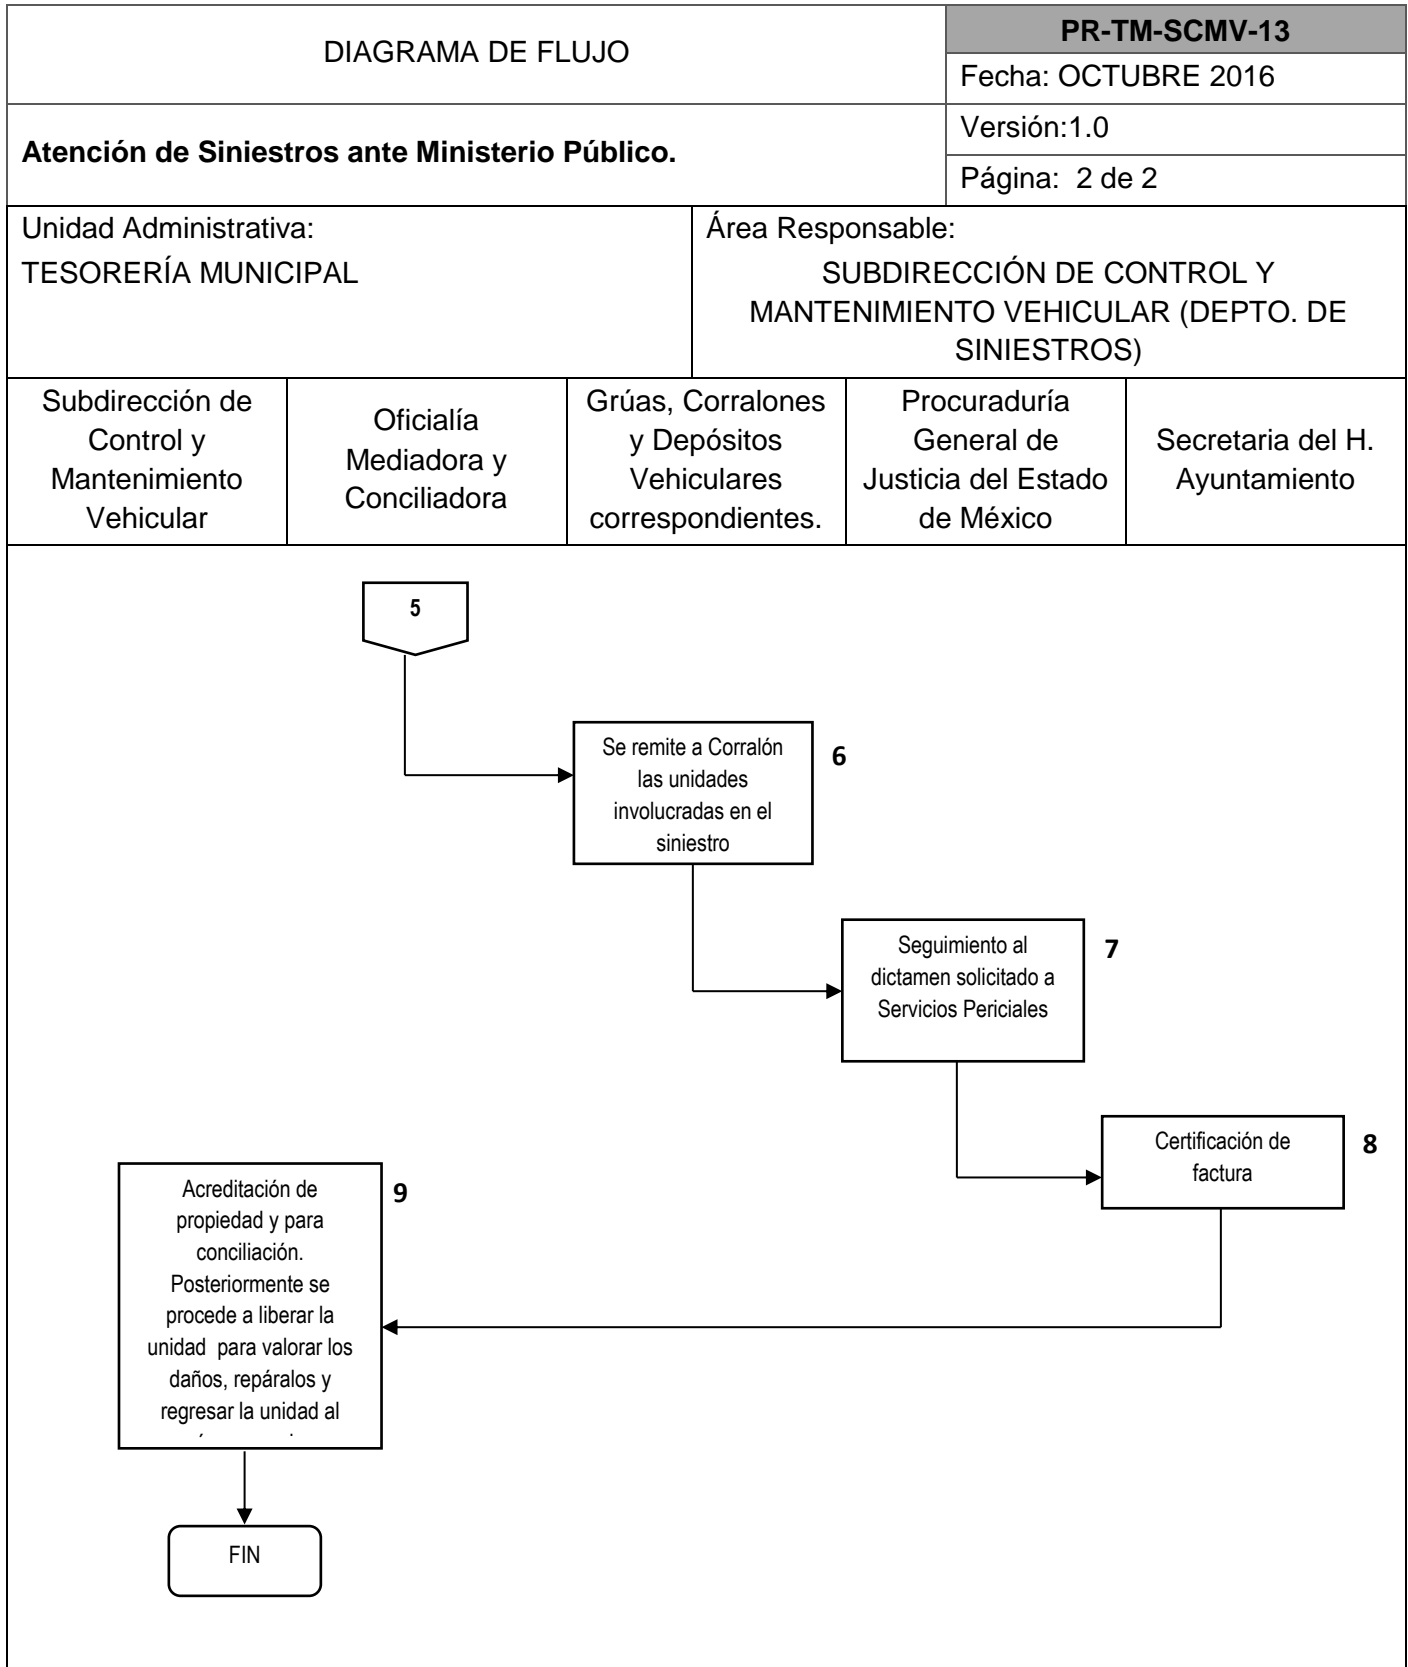 DIAGRAMA DE FLUJO
PR-TM-SCMV-13
Fecha: OCTUBRE 2016
Atención de Siniestros ante Ministerio Público.
Versión:1.0
Página: 2 de 2
Unidad Administrativa:
TESORERÍA MUNICIPAL
Área Responsable:
SUBDIRECCIÓN DE CONTROL Y
MANTENIMIENTO VEHICULAR (DEPTO. DE
SINIESTROS)
Subdirección de
Control y
Mantenimiento
Vehicular
Oficialía
Mediadora y
Conciliadora
Grúas, Corralones
y Depósitos
Vehiculares
correspondientes.
Procuraduría
General de
Justicia del Estado
de México
Secretaria del H.
Ayuntamiento
5
Se remite a Corralón
las unidades
involucradas en el
siniestro
6
Seguimiento al
dictamen solicitado a
Servicios Periciales
7
Certificación de
factura
8
Acreditación de
propiedad y para
conciliación.
Posteriormente se
procede a liberar la
unidad para valorar los
daños, repáralos y
regresar la unidad al
9
FIN